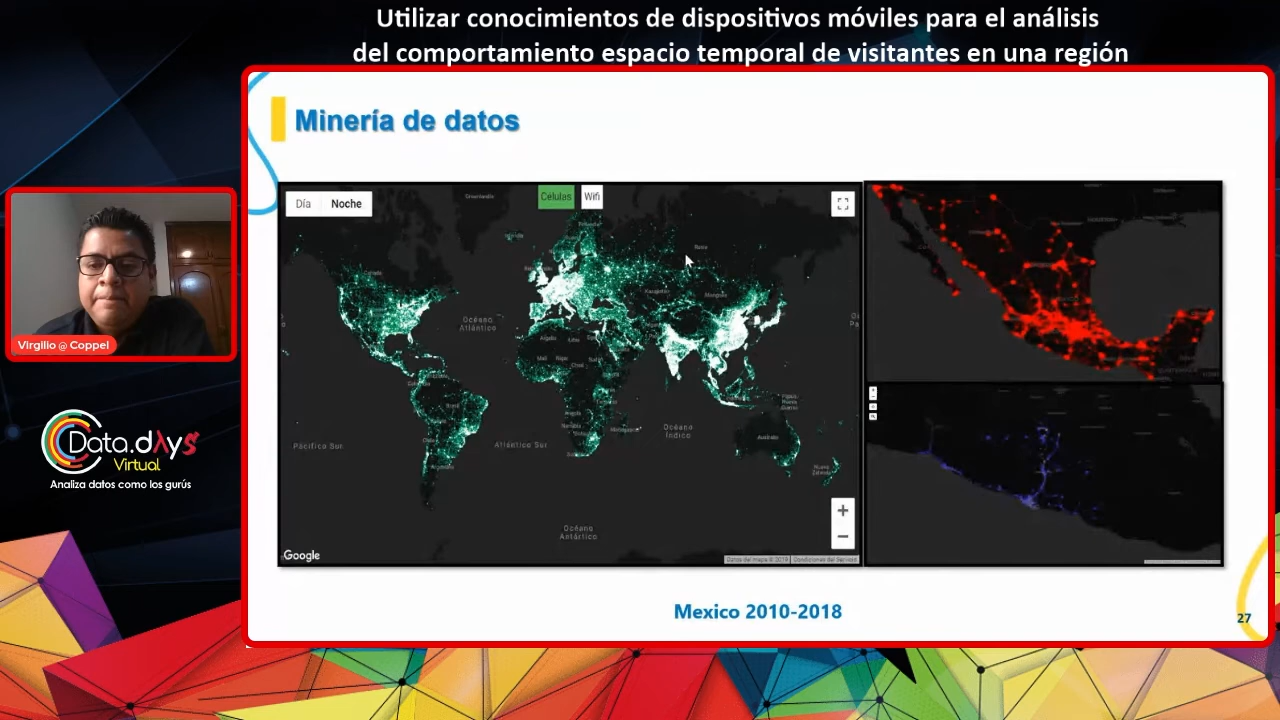 Utilizar conocimientos de dispositivos móviles para el análisis
del comportamiento espacio temporal de visitantes en una región
Minería de datos
Día
Noche
Células
Wifi
Océano
Atlántico
Pacífico Sur
Atlántico Sur
Océano
Índico
Océano
Antártico
Google
Virgilio @ Coppel
Data.dAys
Virtual
Analiza datos como los gurús
Mexico 2010-2018
27